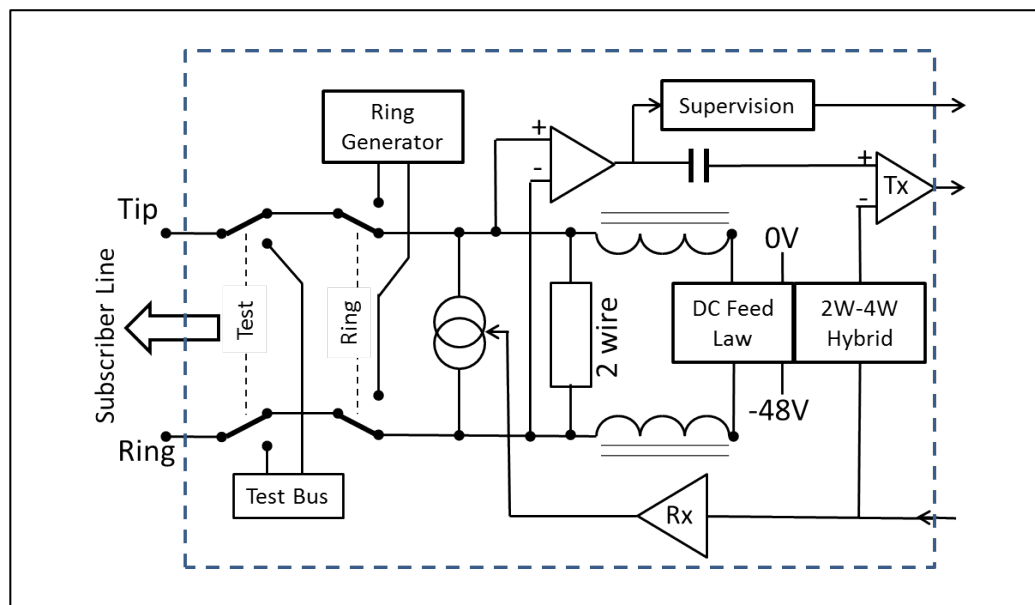 Supervision
Ring
Generator
+
-
+
Tx
-
Tip
0V
Subscriber Line
Test
Ring
2 wire
DC Feed
Law
2W-4W
Hybrid
-48V
Ring
Test Bus
Rx